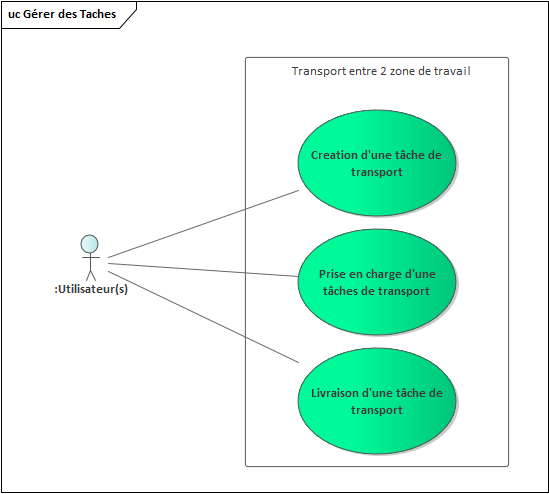 uc Gérer des Taches
Transport entre 2 zone de travail
Creation d'une tâche de
transport
Prise en charge d'une
tâches de transport
:Utilisateur(s)
Livraison d'une tâche de
transport